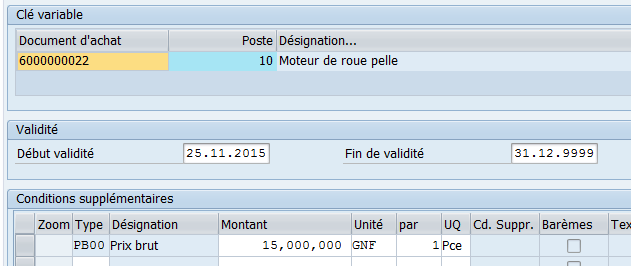 Clé variable
Document d'achat Poste Désignation...
6000000022 10 Moteur de roue pelle
Validité
Début validité 25.11.2015 Fin de validité 31.12.9999
Conditions supplémentaires
Zoom Type Désignation Montant Unité par UQ Cd. Suppr. Barèmes Tex
PB00 Prix brut 15,000,000 GNF 1 Pce